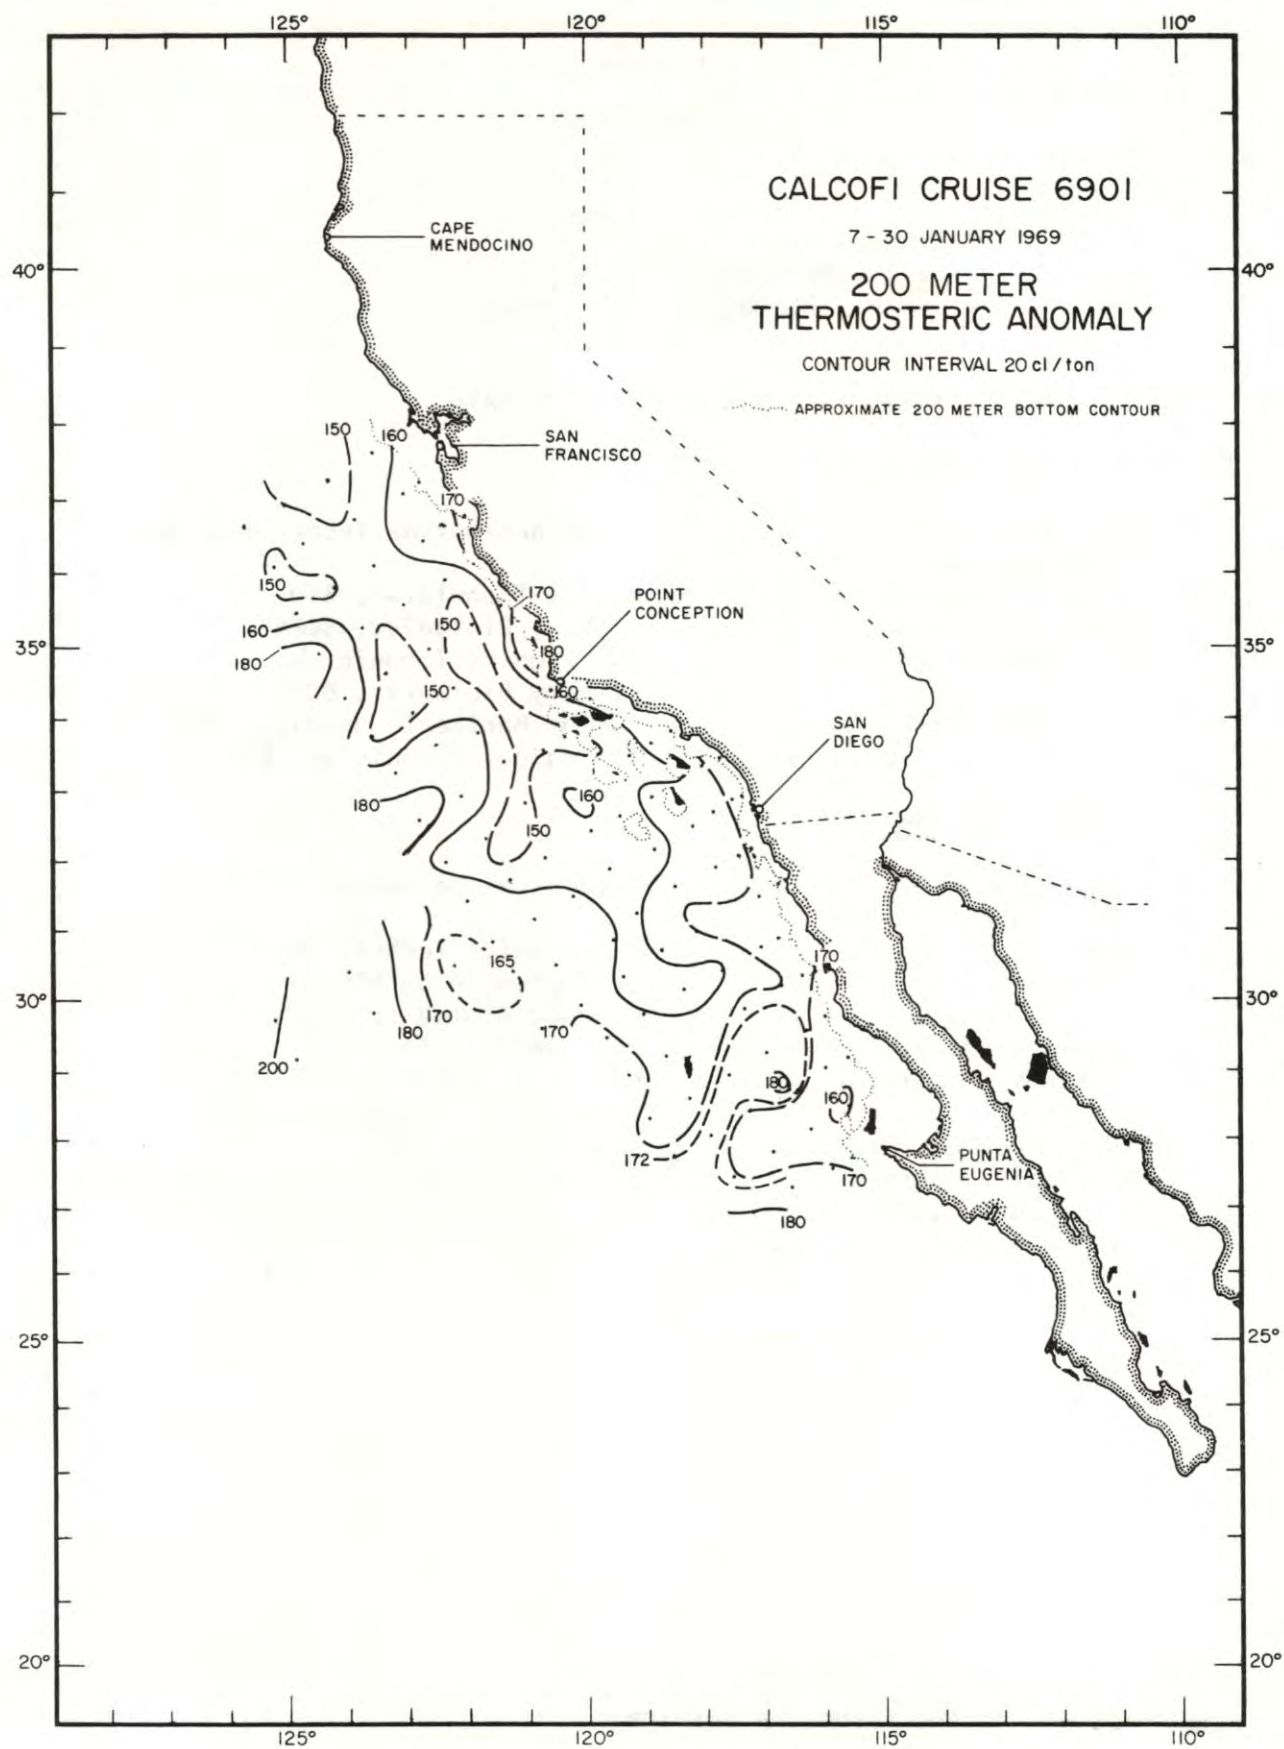 125°
120°
115°
110°
CALCOFI CRUISE 6901
7 - 30 JANUARY 1969
200 METER
THERMOSTERIC ANOMALY
CONTOUR INTERVAL 20 cl / ton
APPROXIMATE 200 METER BOTTOM CONTOUR
CAPE
MENDOCINO
40°
40°
150
160
SAN
FRANCISCO
170
150
170
POINT
CONCEPTION
160
150
35°
180
180
35°
150
160
SAN
DIEGO
180
160
150
165
170
30°
30°
180
170
170
200
180
160
172
170
PUNTA
EUGENIA
180
25°
25°
20°
20°
125°
120°
115°
110°